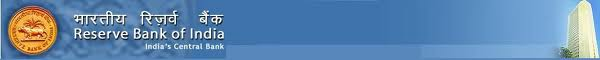 भारतीय रिज़र्व बैंक
Reserve Bank of India
India's Central Bank